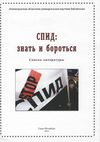 СПИД:
знать и бороться
Список литературы
СПИД
Санкт-Петербург